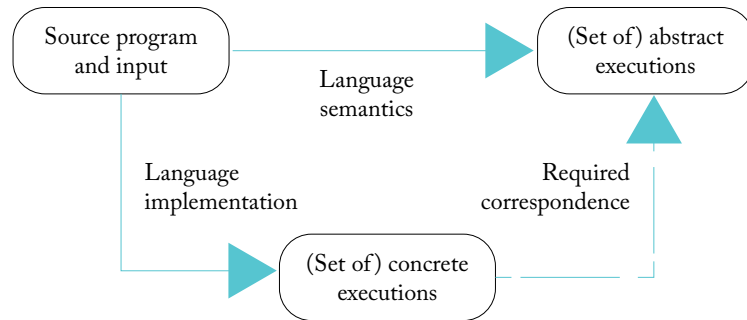 Source program
and input
(Set of) abstract
executions
Language
semantics
Language
implementation
Required
correspondence
(Set of) concrete
executions